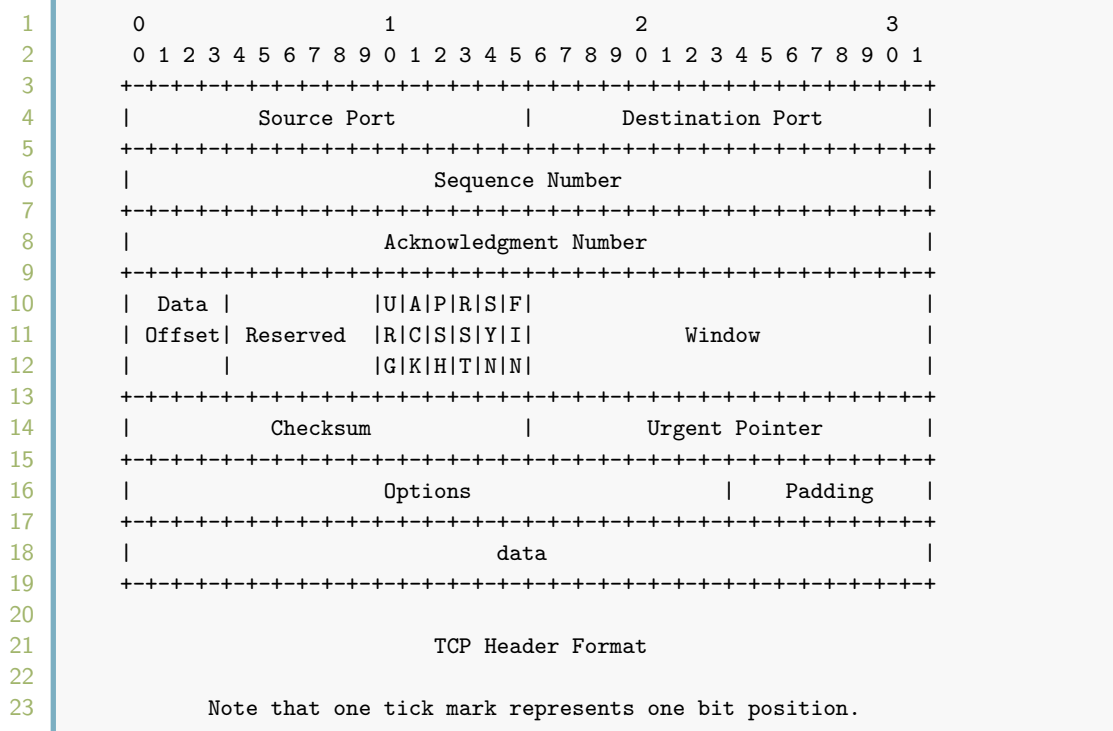 1         0                   1                   2                   3
2         0 1 2 3 4 5 6 7 8 9 0 1 2 3 4 5 6 7 8 9 0 1 2 3 4 5 6 7 8 9 0 1
3        +-+-+-+-+-+-+-+-+-+-+-+-+-+-+-+-+-+-+-+-+-+-+-+-+-+-+-+-+-+-+-+-+
4        |          Source Port          |       Destination Port        |
5        +-+-+-+-+-+-+-+-+-+-+-+-+-+-+-+-+-+-+-+-+-+-+-+-+-+-+-+-+-+-+-+-+
6        |                        Sequence Number                        |
7        +-+-+-+-+-+-+-+-+-+-+-+-+-+-+-+-+-+-+-+-+-+-+-+-+-+-+-+-+-+-+-+-+
8        |                    Acknowledgment Number                      |
9        +-+-+-+-+-+-+-+-+-+-+-+-+-+-+-+-+-+-+-+-+-+-+-+-+-+-+-+-+-+-+-+-+
10       |  Data |           |U|A|P|R|S|F|                               |
11       | Offset| Reserved  |R|C|S|S|Y|I|            Window             |
12       |       |           |G|K|H|T|N|N|                               |
13       +-+-+-+-+-+-+-+-+-+-+-+-+-+-+-+-+-+-+-+-+-+-+-+-+-+-+-+-+-+-+-+-+
14       |           Checksum            |         Urgent Pointer        |
15       +-+-+-+-+-+-+-+-+-+-+-+-+-+-+-+-+-+-+-+-+-+-+-+-+-+-+-+-+-+-+-+-+
16       |                    Options                    |    Padding    |
17       +-+-+-+-+-+-+-+-+-+-+-+-+-+-+-+-+-+-+-+-+-+-+-+-+-+-+-+-+-+-+-+-+
18       |                             data                              |
19       +-+-+-+-+-+-+-+-+-+-+-+-+-+-+-+-+-+-+-+-+-+-+-+-+-+-+-+-+-+-+-+-+
20
21                                TCP Header Format
22
23              Note that one tick mark represents one bit position.